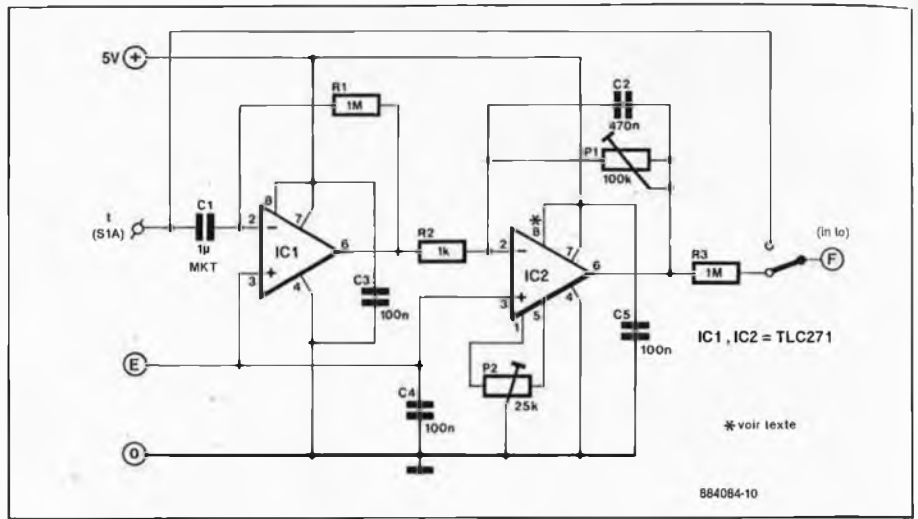 5V +
R1
1M
C2
470n
P1
100k
t
(S1A)
C1
1µ
MKT
2
-
8
7
IC1
6
3
+
4
C3
100n
R2
1k
2
-
*
8
7
IC2
6
3
+
1
5
4
P2
25k
C4
100n
C5
100n
R3
1M
(in to)
F
IC1, IC2 = TLC271
E
0
* voir texte
884084-10